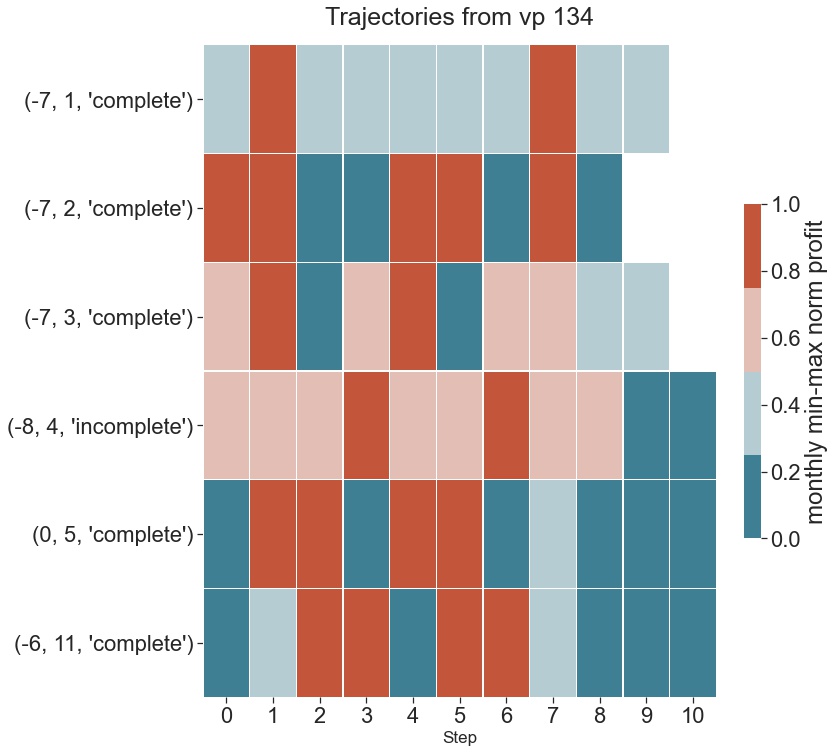 Trajectories from vp 134
(-7, 1, 'complete')
(-7, 2, 'complete')
(-7, 3, 'complete')
(-8, 4, 'incomplete')
(0, 5, 'complete')
(-6, 11, 'complete')
0 1 2 3 4 5 6 7 8 9 10
Step
1.0
0.8
0.6
0.4
0.2
0.0
monthly min-max norm profit